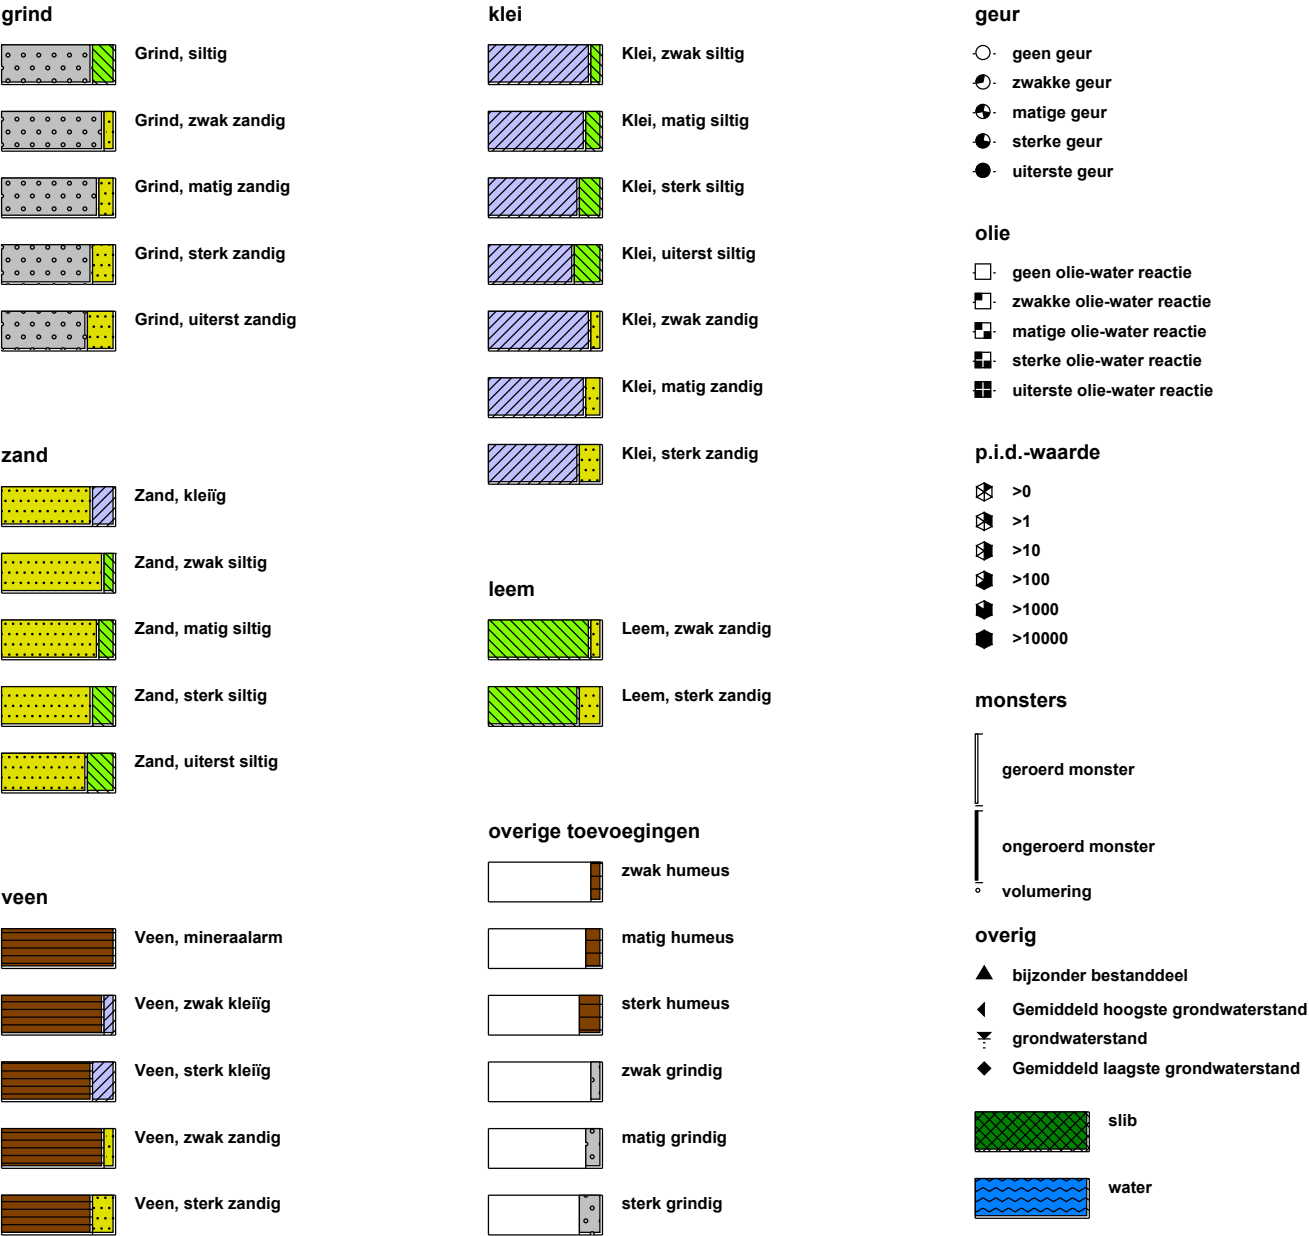 grind
Grind, siltig
Grind, zwak zandig
Grind, matig zandig
Grind, sterk zandig
Grind, uiterst zandig
zand
Zand, kleiïg
Zand, zwak siltig
Zand, matig siltig
Zand, sterk siltig
Zand, uiterst siltig
veen
Veen, mineraalarm
Veen, zwak kleiïg
Veen, sterk kleiïg
Veen, zwak zandig
Veen, sterk zandig
klei
Klei, zwak siltig
Klei, matig siltig
Klei, sterk siltig
Klei, uiterst siltig
Klei, zwak zandig
Klei, matig zandig
Klei, sterk zandig
leem
Leem, zwak zandig
Leem, sterk zandig
overige toevoegingen
zwak humeus
matig humeus
sterk humeus
zwak grindig
matig grindig
sterk grindig
geur
geen geur
zwakke geur
matige geur
sterke geur
uiterste geur
olie
geen olie-water reactie
zwakke olie-water reactie
matige olie-water reactie
sterke olie-water reactie
uiterste olie-water reactie
p.i.d.-waarde
>0
>1
>10
>100
>1000
>10000
monsters
geroerd monster
ongeroerd monster
volumering
overig
bijzonder bestanddeel
Gemiddeld hoogste grondwaterstand
grondwaterstand
Gemiddeld laagste grondwaterstand
slib
water